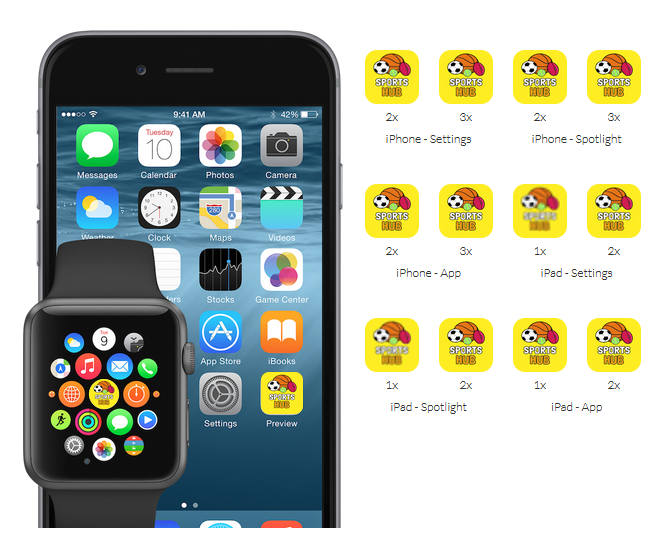 9:41 AM
42%
Tuesday
10
Messages
Calendar
Photos
Camera
280
Weather
Clock
Maps
Videos
Stocks
Game Center
App Store
iBooks
SPORTS
HUB
Settings
Preview
Tue
9
SPORTS
HUB
SPORTS
HUB
SPORTS
HUB
SPORTS
HUB
SPORTS
HUB
2x
3x
2x
3x
iPhone - Settings
iPhone - Spotlight
SPORTS
HUB
SPORTS
HUB
SPORTS
HUB
SPORTS
HUB
2x
3x
1x
2x
iPhone - App
iPad - Settings
SPORTS
HUB
SPORTS
HUB
SPORTS
HUB
SPORTS
HUB
1x
2x
1x
2x
iPad - Spotlight
iPad - App